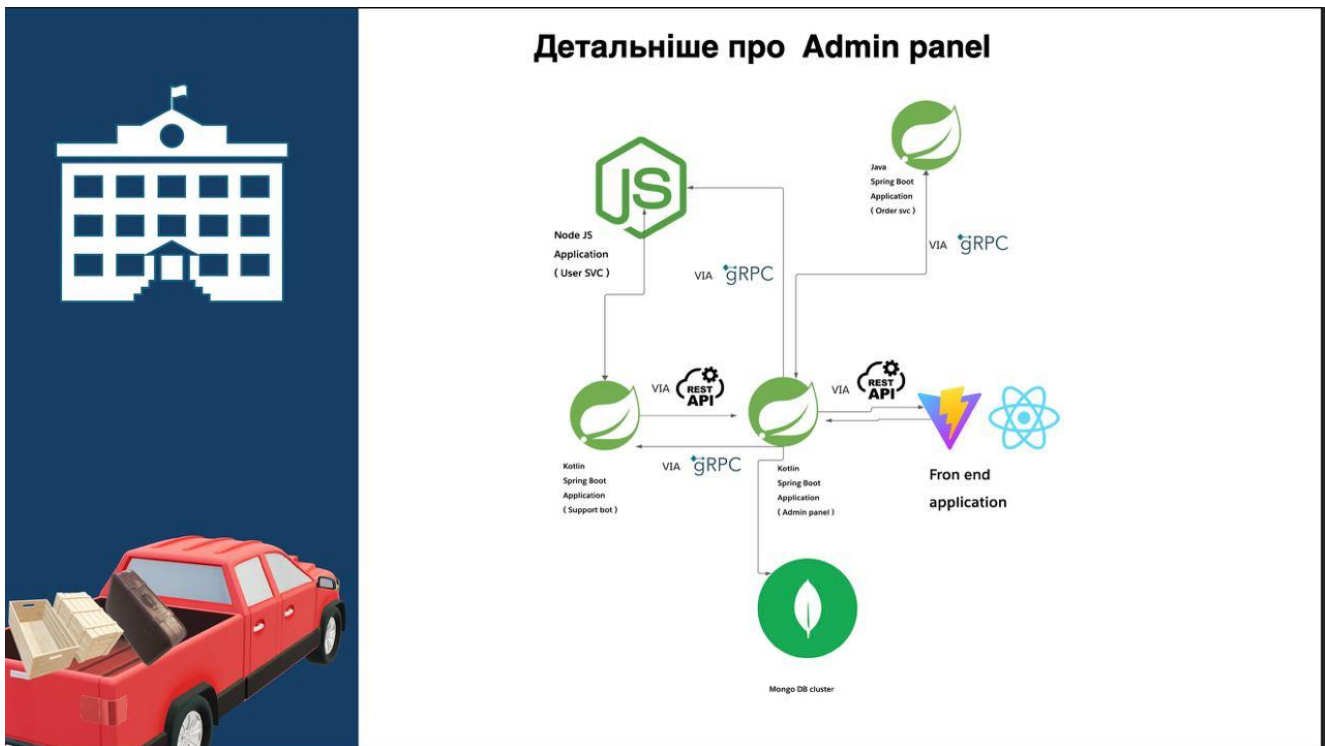 Детальніше про Admin panel
JS
Java
Spring Boot
Application
( Order svc )
Node JS
Application
( User SVC )
VIA gRPC
VIA gRPC
VIA REST API
VIA REST API
VIA gRPC
Kotlin
Spring Boot
Application
( Support bot )
Kotlin
Spring Boot
Application
( Admin panel )
Fron end
application
Mongo DB cluster